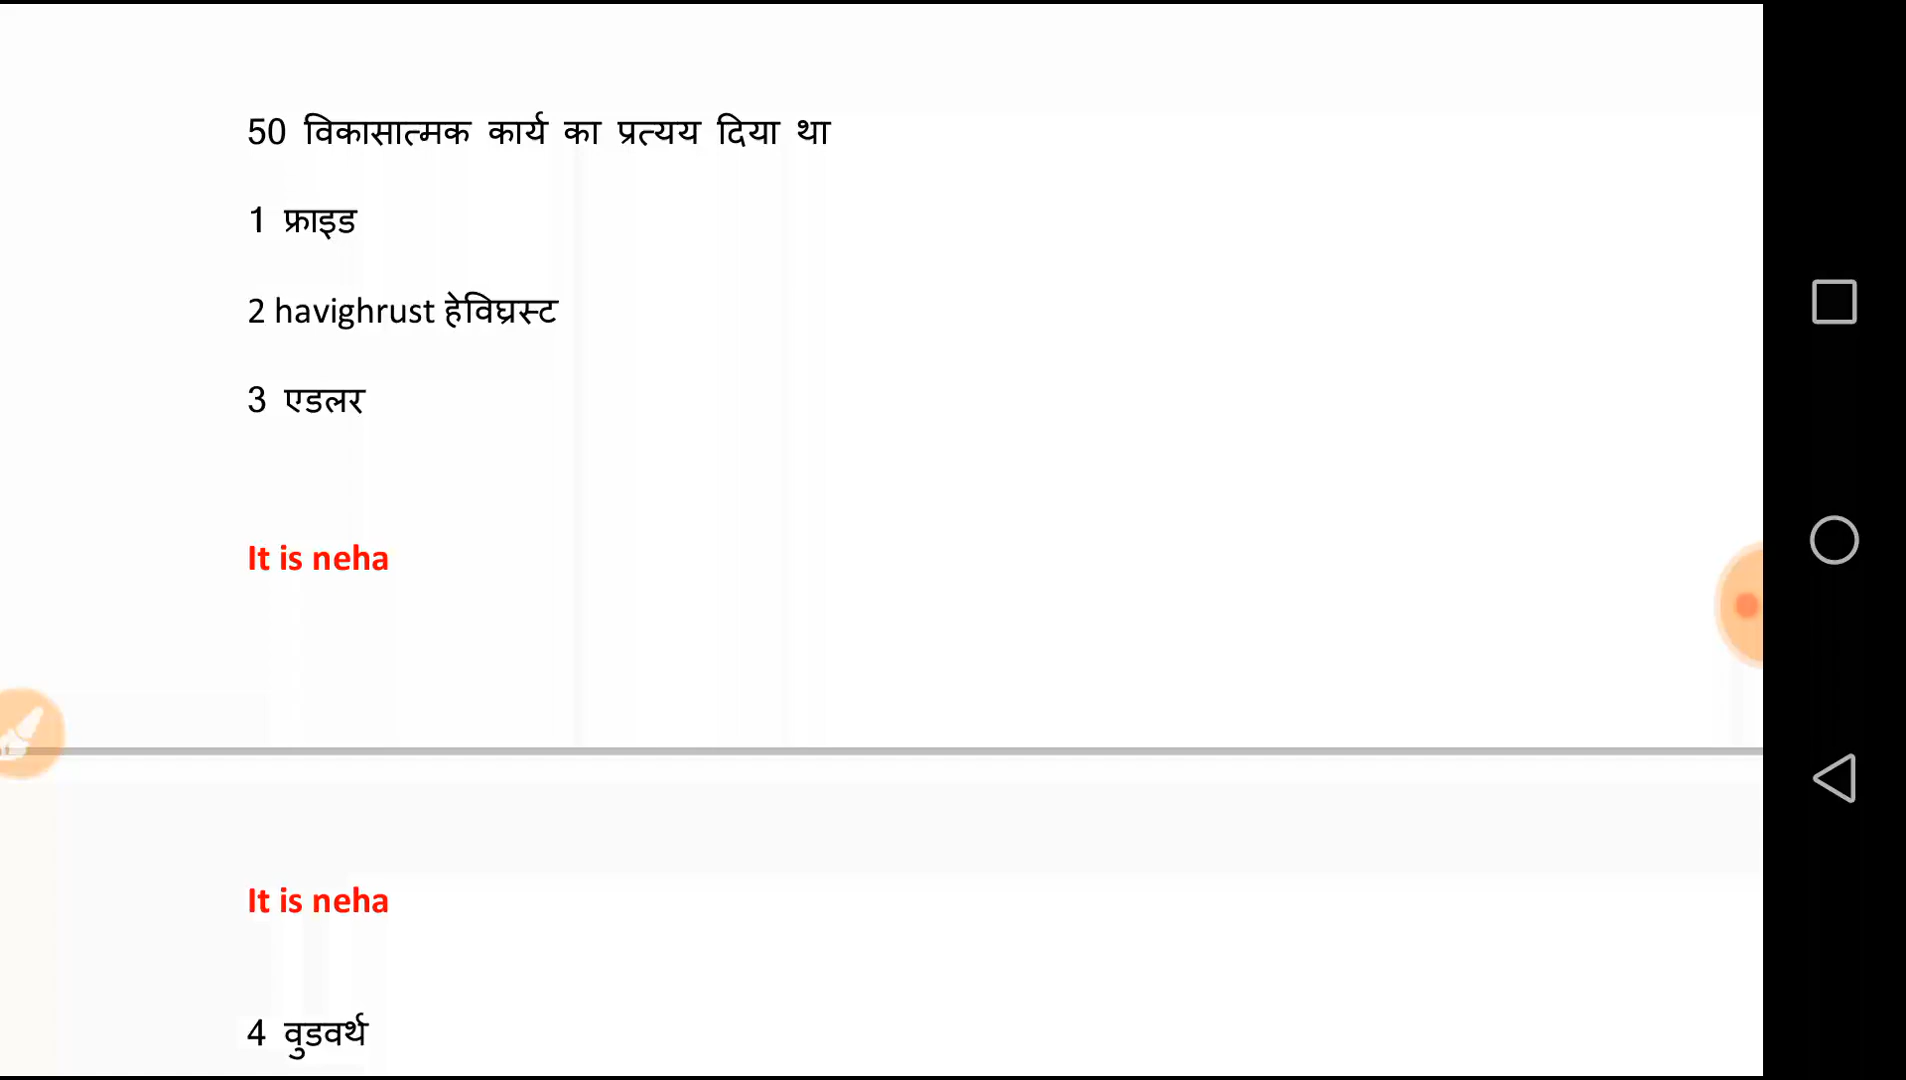 50 विकासात्मक कार्य का प्रत्यय दिया था
1 फ्राइड
2 havighrust हेविघ्रस्ट
3 एडलर
It is neha
It is neha
4 वुडवर्थ